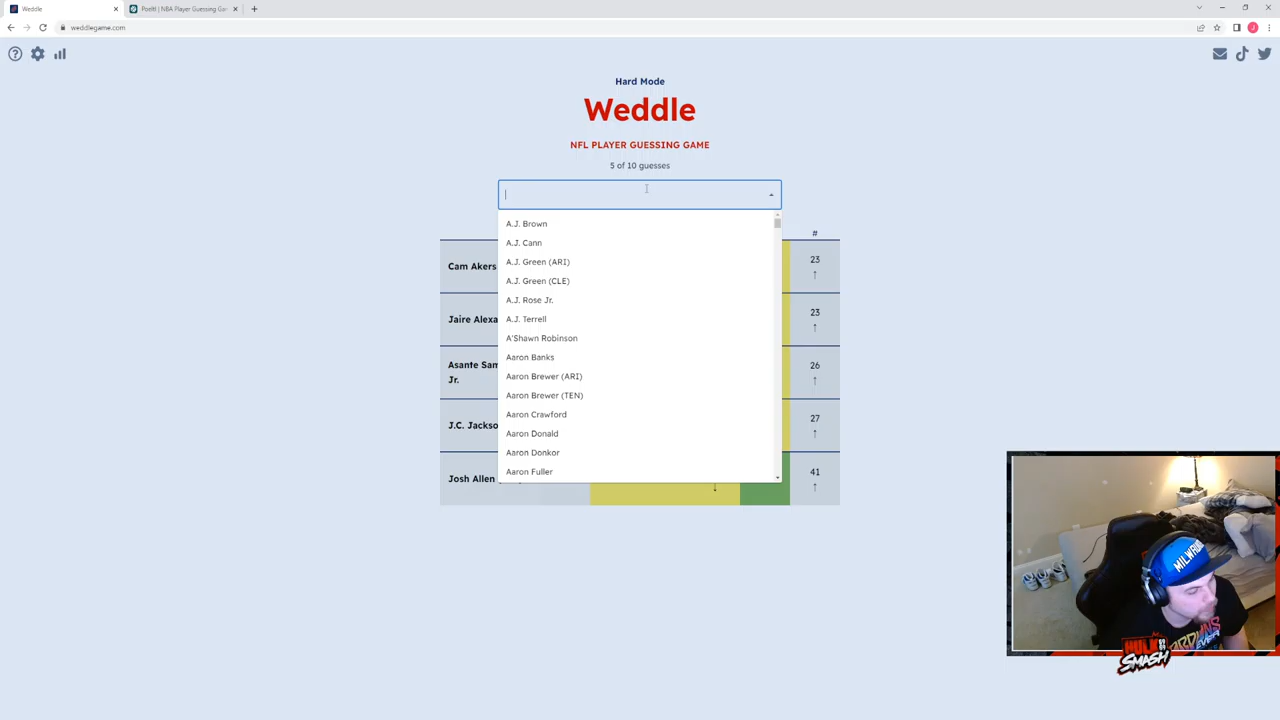 Weddle
Poeltl | NBA Player Guessing Gam
weddlegame.com
J
Hard Mode
Weddle
NFL PLAYER GUESSING GAME
5 of 10 guesses
#
A.J. Brown
A.J. Cann
A.J. Green (ARI)
A.J. Green (CLE)
A.J. Rose Jr.
A.J. Terrell
A'Shawn Robinson
Aaron Banks
Aaron Brewer (ARI)
Aaron Brewer (TEN)
Aaron Crawford
Aaron Donald
Aaron Donkor
Aaron Fuller
Cam Akers
23
↑
Jaire Alexa
23
↑
Asante Sam
Jr.
26
↑
J.C. Jackso
27
↑
Josh Allen
↓
41
↑
HULK
SMASH